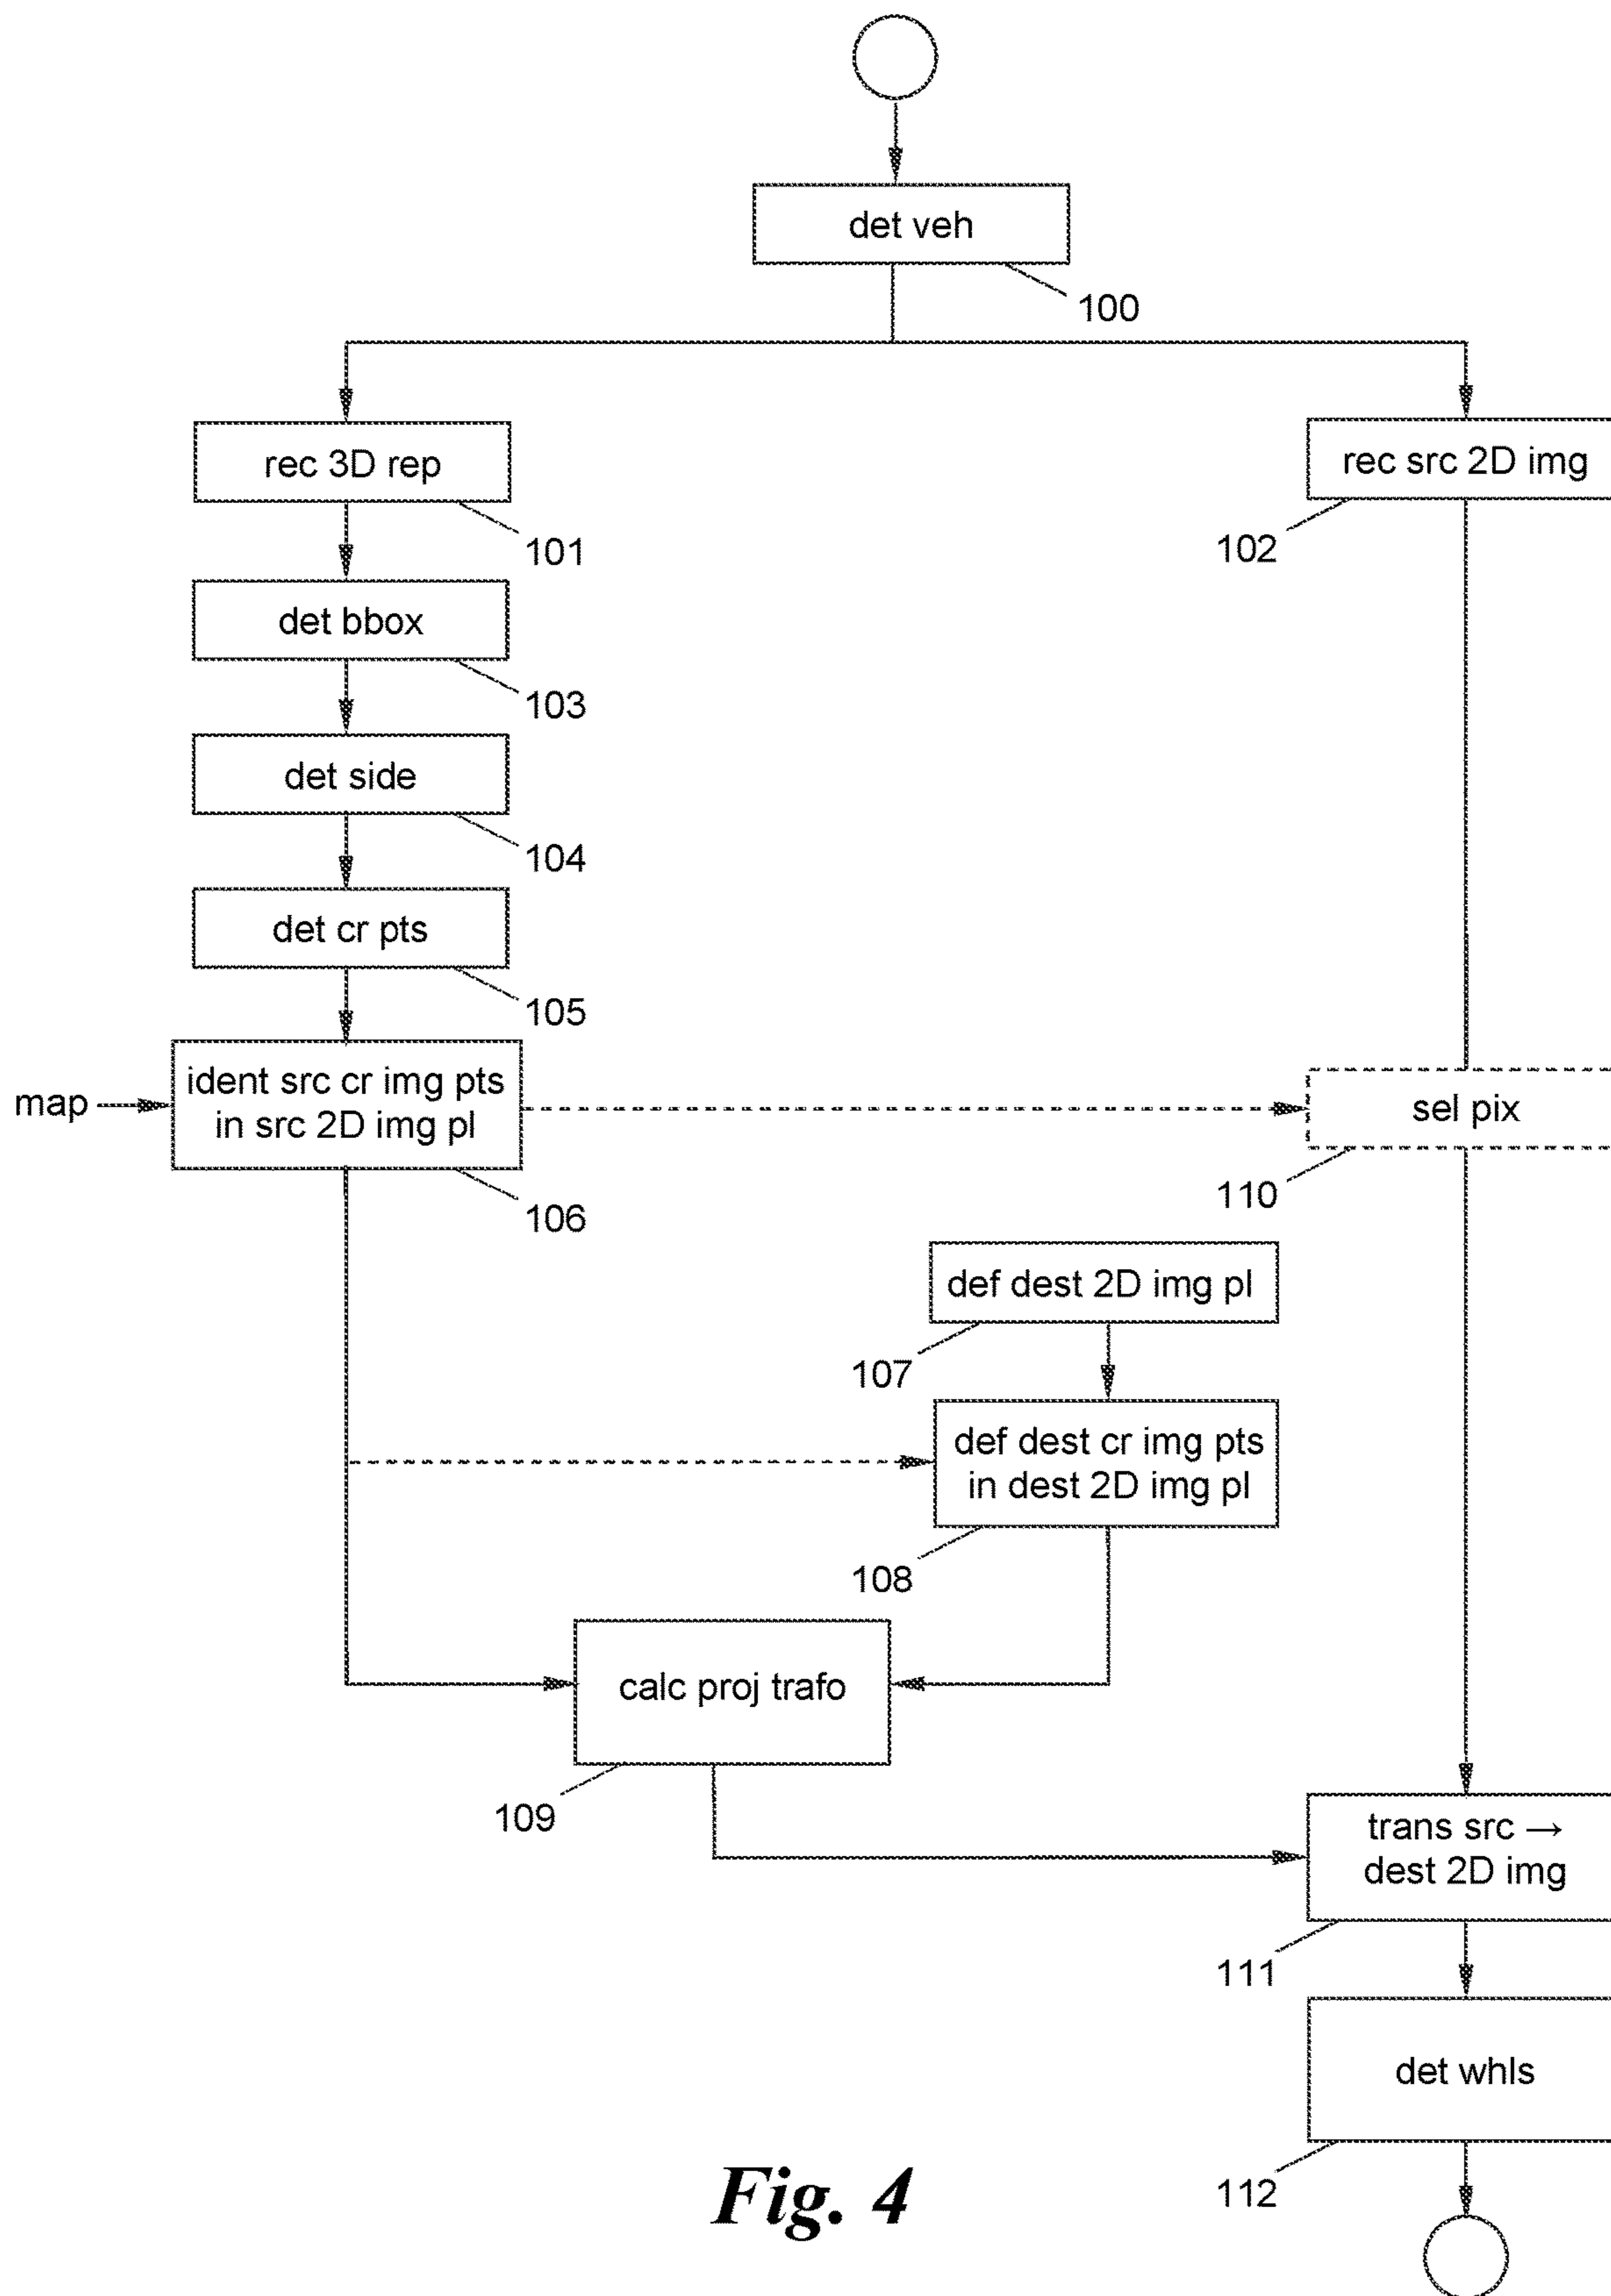 det veh
100
rec 3D rep
101
rec src 2D img
102
det bbox
103
det side
104
det cr pts
105
map
ident src cr img pts
in src 2D img pl
106
sel pix
110
def dest 2D img pl
107
def dest cr img pts
in dest 2D img pl
108
calc proj trafo
109
trans src →
dest 2D img
111
det whls
112
Fig. 4